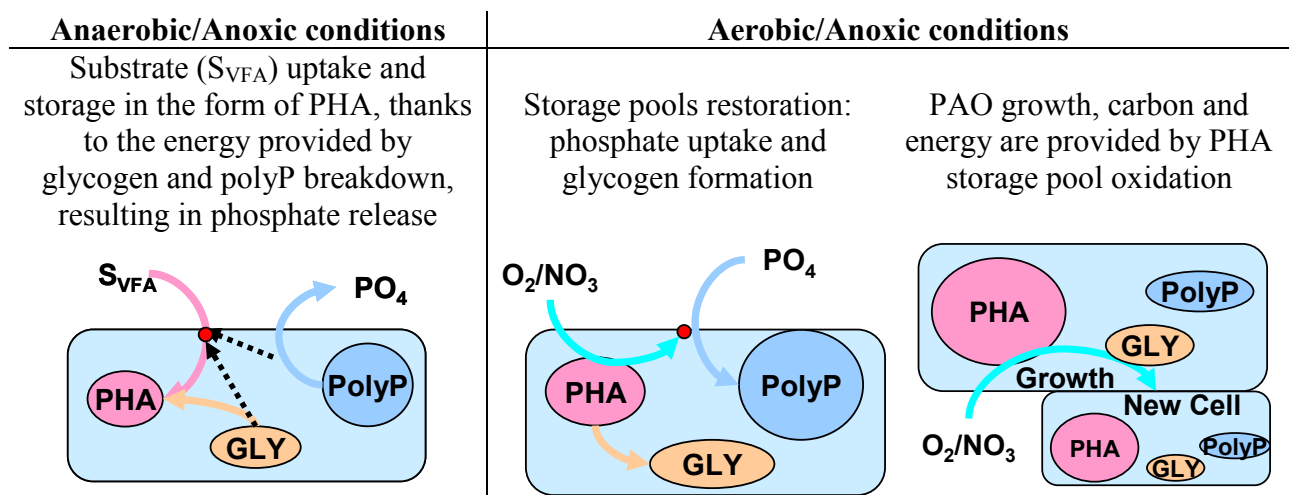 Anaerobic/Anoxic conditions
Aerobic/Anoxic conditions
Substrate (S_VFA) uptake and
storage in the form of PHA, thanks
to the energy provided by
glycogen and polyP breakdown,
resulting in phosphate release
Storage pools restoration:
phosphate uptake and
glycogen formation
PAO growth, carbon and
energy are provided by PHA
storage pool oxidation
S_VFA
PO4
PHA
PolyP
GLY
O2/NO3
PO4
PHA
PolyP
GLY
PHA
PolyP
GLY
Growth
New Cell
O2/NO3
PHA
PolyP
GLY